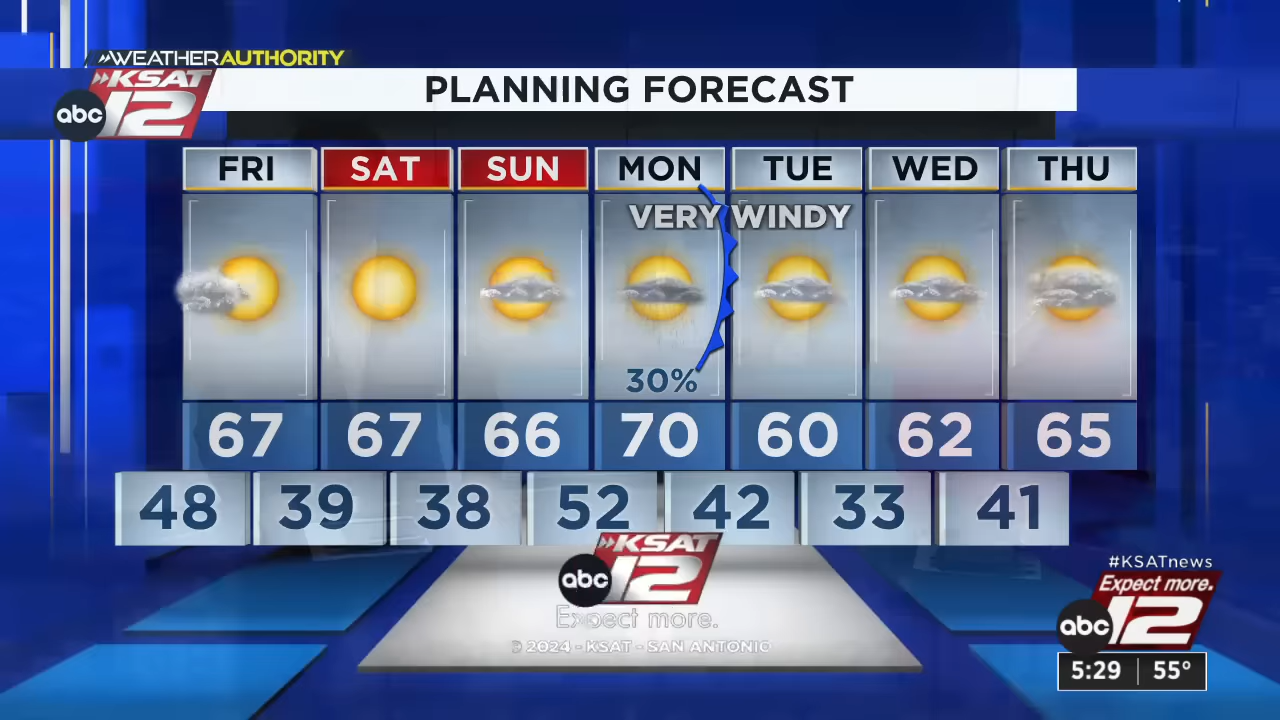 WEATHER AUTHORITY
KSAT
abc 12
PLANNING FORECAST
FRI SAT SUN MON TUE WED THU
VERY WINDY
30%
67 67 66 70 60 62 65
48 39 38 52 42 33 41
KSAT
abc 12
Expect more.
© 2024 - KSAT - SAN ANTONIO
#KSATnews
Expect more.
abc 12
5:29 55°